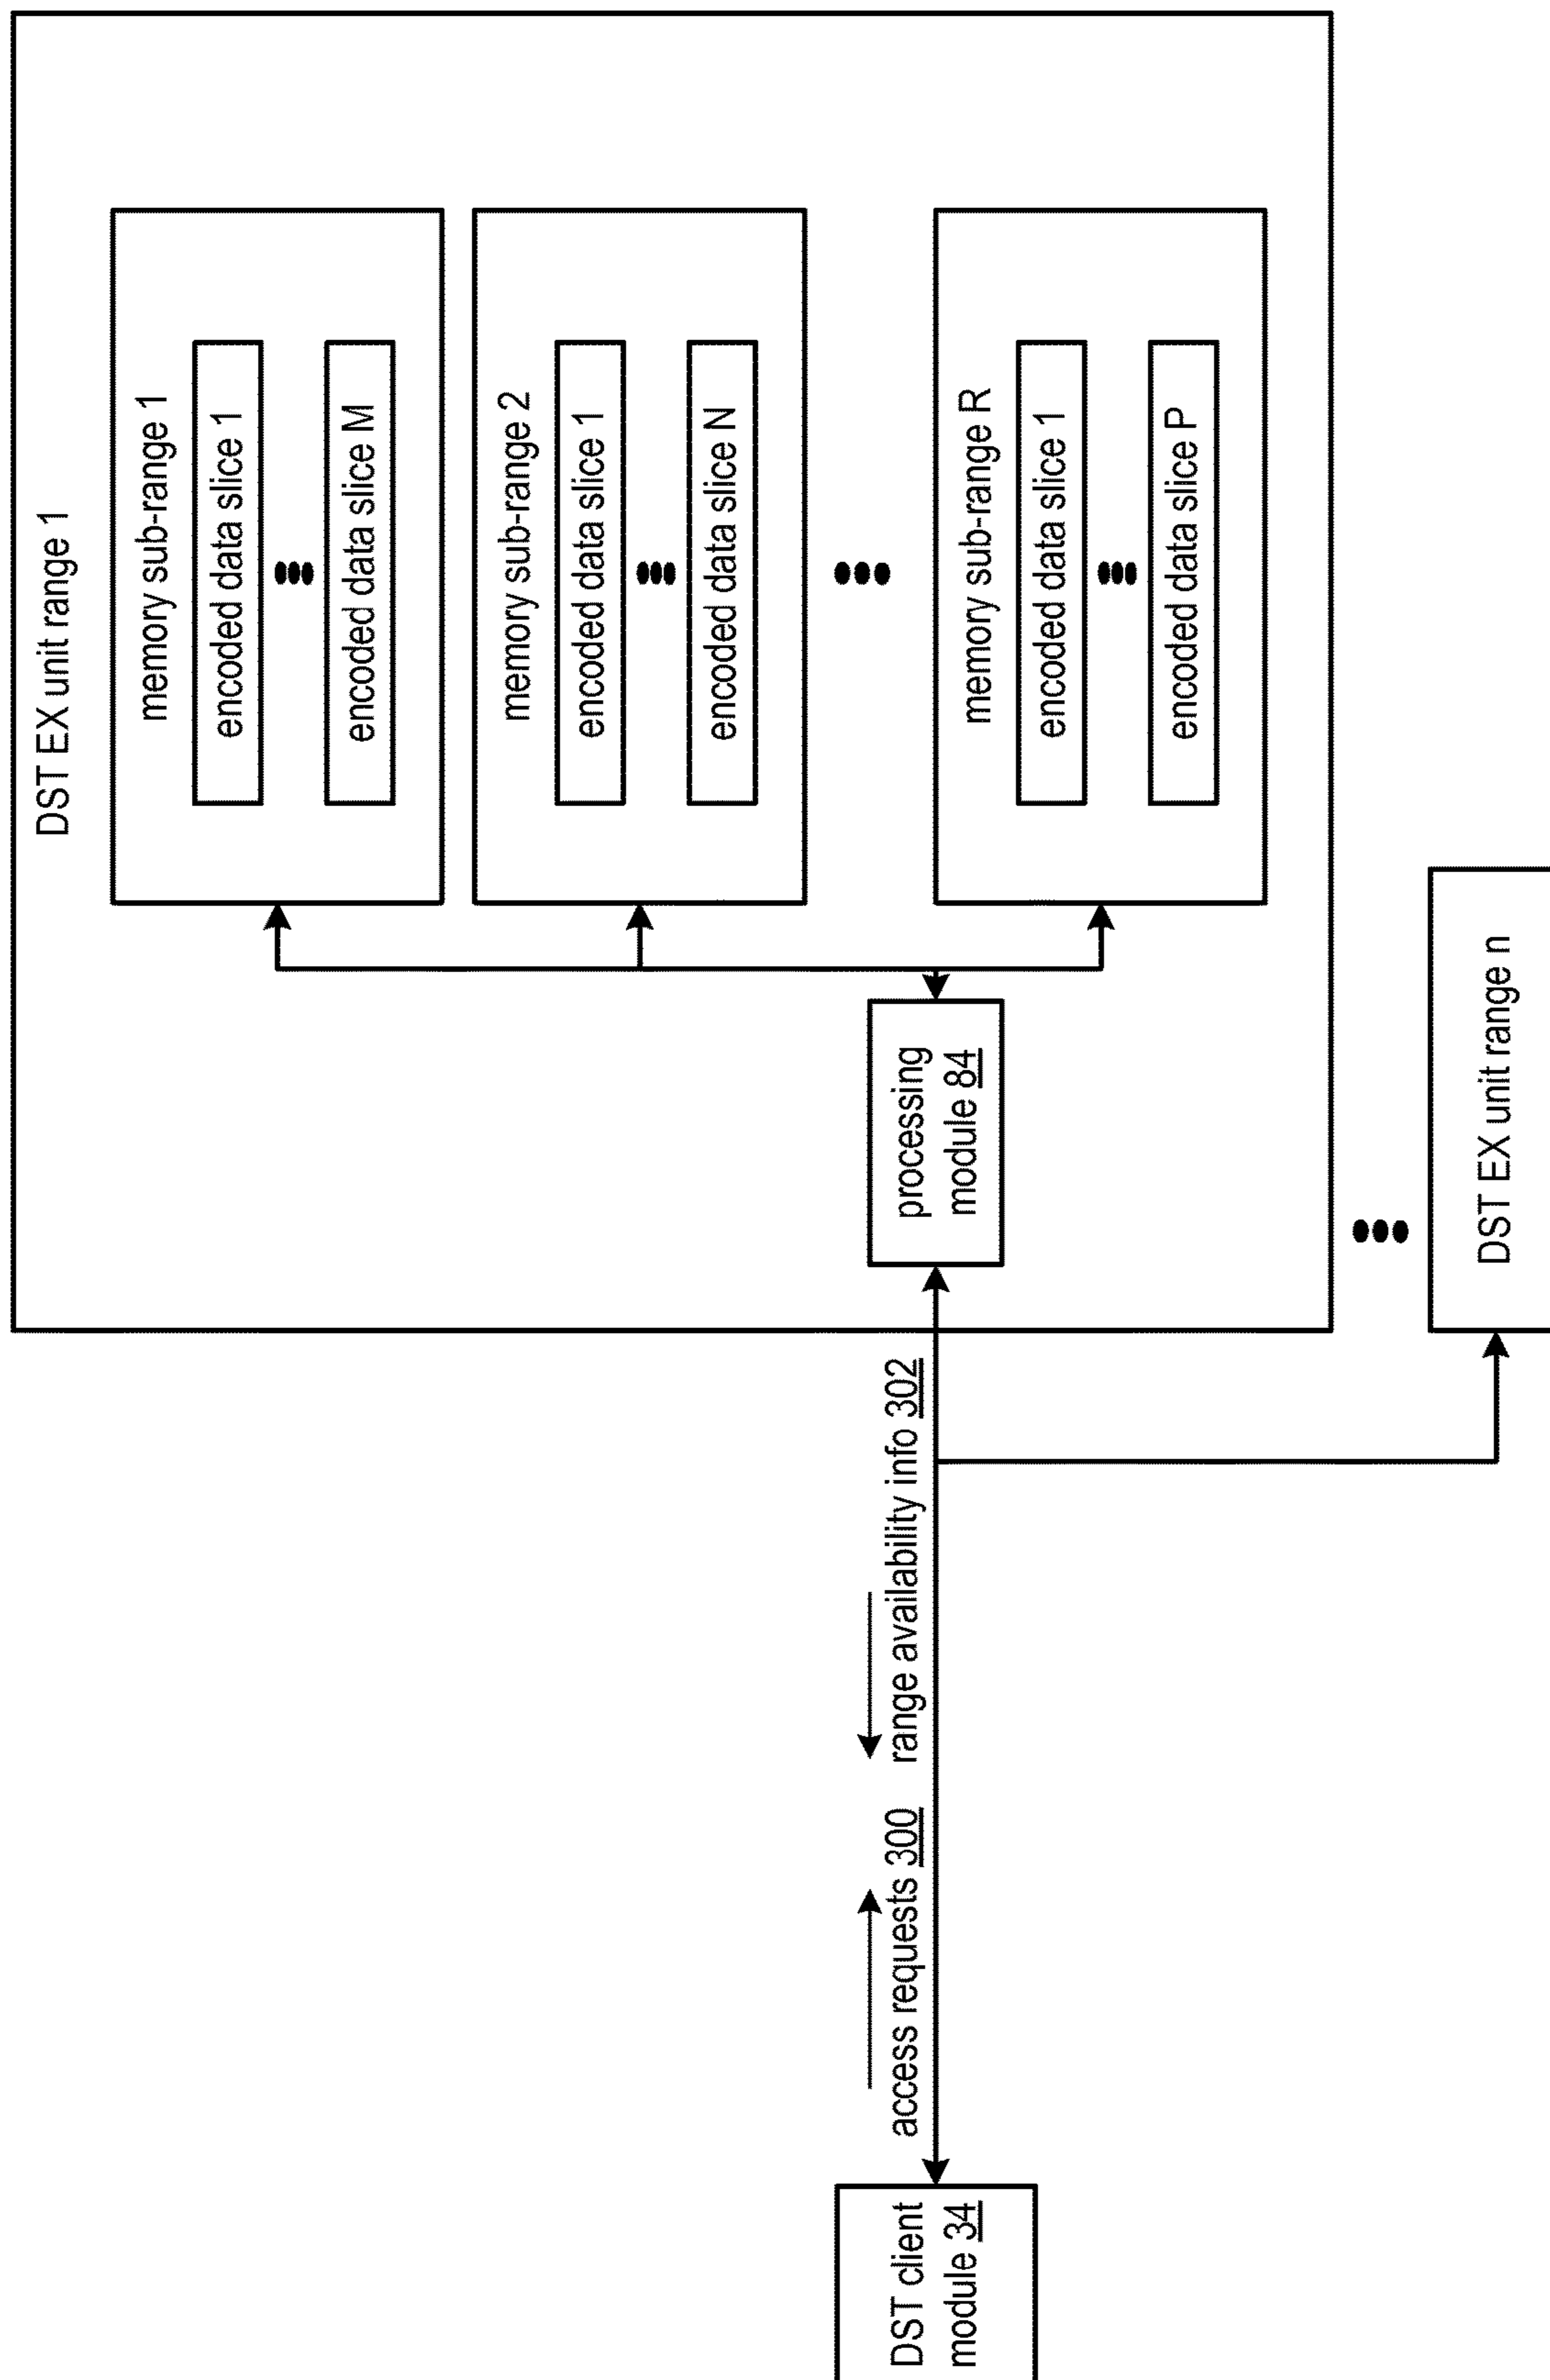 DST EX unit range 1
memory sub-range 1
encoded data slice 1
encoded data slice M
memory sub-range 2
encoded data slice 1
encoded data slice N
memory sub-range R
encoded data slice 1
encoded data slice P
processing
module 84
access requests 300
range availability info 302
DST client
module 34
DST EX unit range n